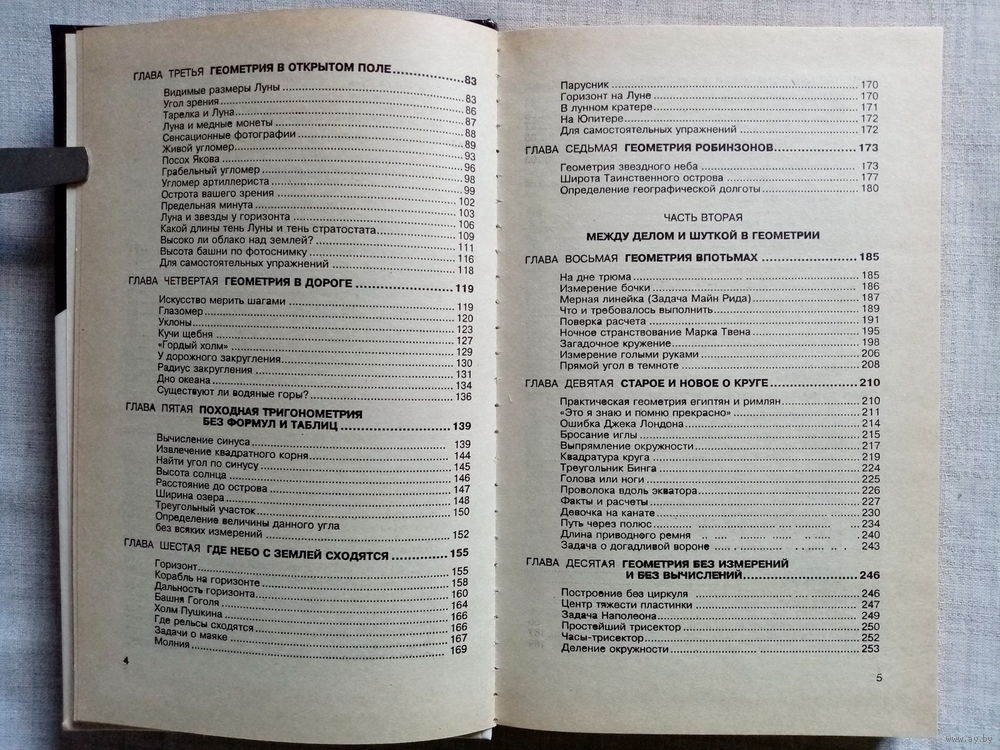 ГЛАВА ТРЕТЬЯ ГЕОМЕТРИЯ В ОТКРЫТОМ ПОЛЕ 83
Видимые размеры Луны 83
Угол зрения 86
Тарелка и Луна 87
Луна и медные монеты 88
Сенсационные фотографии 89
Живой угломер 93
Посох Якова 96
Грабельный угломер 98
Угломер артиллериста 99
Острота вашего зрения 102
Предельная минута 103
Луна и звезды у горизонта 106
Какой длины тень Луны и тень стратостата 109
Высоко ли облако над землей? 111
Высота башни по фотоснимку 116
Для самостоятельных упражнений 118
ГЛАВА ЧЕТВЕРТАЯ ГЕОМЕТРИЯ В ДОРОГЕ 119
Искусство мерить шагами 119
Глазомер 120
Уклоны 123
Кучи щебня 127
«Гордый холм» 129
У дорожного закругления 130
Радиус закругления 131
Дно океана 134
Существуют ли водяные горы? 136
ГЛАВА ПЯТАЯ ПОХОДНАЯ ТРИГОНОМЕТРИЯ
БЕЗ ФОРМУЛ И ТАБЛИЦ 139
Вычисление синуса 139
Извлечение квадратного корня 144
Найти угол по синусу 145
Высота солнца 146
Расстояние до острова 147
Ширина озера 148
Треугольный участок 150
Определение величины данного угла
без всяких измерений 152
ГЛАВА ШЕСТАЯ ГДЕ НЕБО С ЗЕМЛЕЙ СХОДЯТСЯ 155
Горизонт 155
Корабль на горизонте 158
Дальность горизонта 160
Башня Гоголя 164
Холм Пушкина 166
Где рельсы сходятся 166
Задачи о маяке 167
Молния 169
4
Парусник 170
Горизонт на Луне 170
В лунном кратере 171
На Юпитере 172
Для самостоятельных упражнений 172
ГЛАВА СЕДЬМАЯ ГЕОМЕТРИЯ РОБИНЗОНОВ 173
Геометрия звездного неба 173
Широта Таинственного острова 177
Определение географической долготы 180
ЧАСТЬ ВТОРАЯ
МЕЖДУ ДЕЛОМ И ШУТКОЙ В ГЕОМЕТРИИ
ГЛАВА ВОСЬМАЯ ГЕОМЕТРИЯ ВПОТЬМАХ 185
На дне трюма 185
Измерение бочки 186
Мерная линейка (Задача Майн Рида) 187
Что и требовалось выполнить 189
Поверка расчета 191
Ночное странствование Марка Твена 195
Загадочное кружение 198
Измерение голыми руками 206
Прямой угол в темноте 208
ГЛАВА ДЕВЯТАЯ СТАРОЕ И НОВОЕ О КРУГЕ 210
Практическая геометрия египтян и римлян 210
«Это я знаю и помню прекрасно» 211
Ошибка Джека Лондона 214
Бросание иглы 215
Выпрямление окружности 217
Квадратура круга 219
Треугольник Бинга 224
Голова или ноги 225
Проволока вдоль экватора 226
Факты и расчеты 227
Девочка на канате 230
Путь через полюс 234
Длина приводного ремня 240
Задача о догадливой вороне 243
ГЛАВА ДЕСЯТАЯ ГЕОМЕТРИЯ БЕЗ ИЗМЕРЕНИЙ
И БЕЗ ВЫЧИСЛЕНИЙ 246
Построение без циркуля 246
Центр тяжести пластинки 247
Задача Наполеона 249
Простейший трисектор 250
Часы-трисектор 252
Деление окружности 253
5
www.ay.by